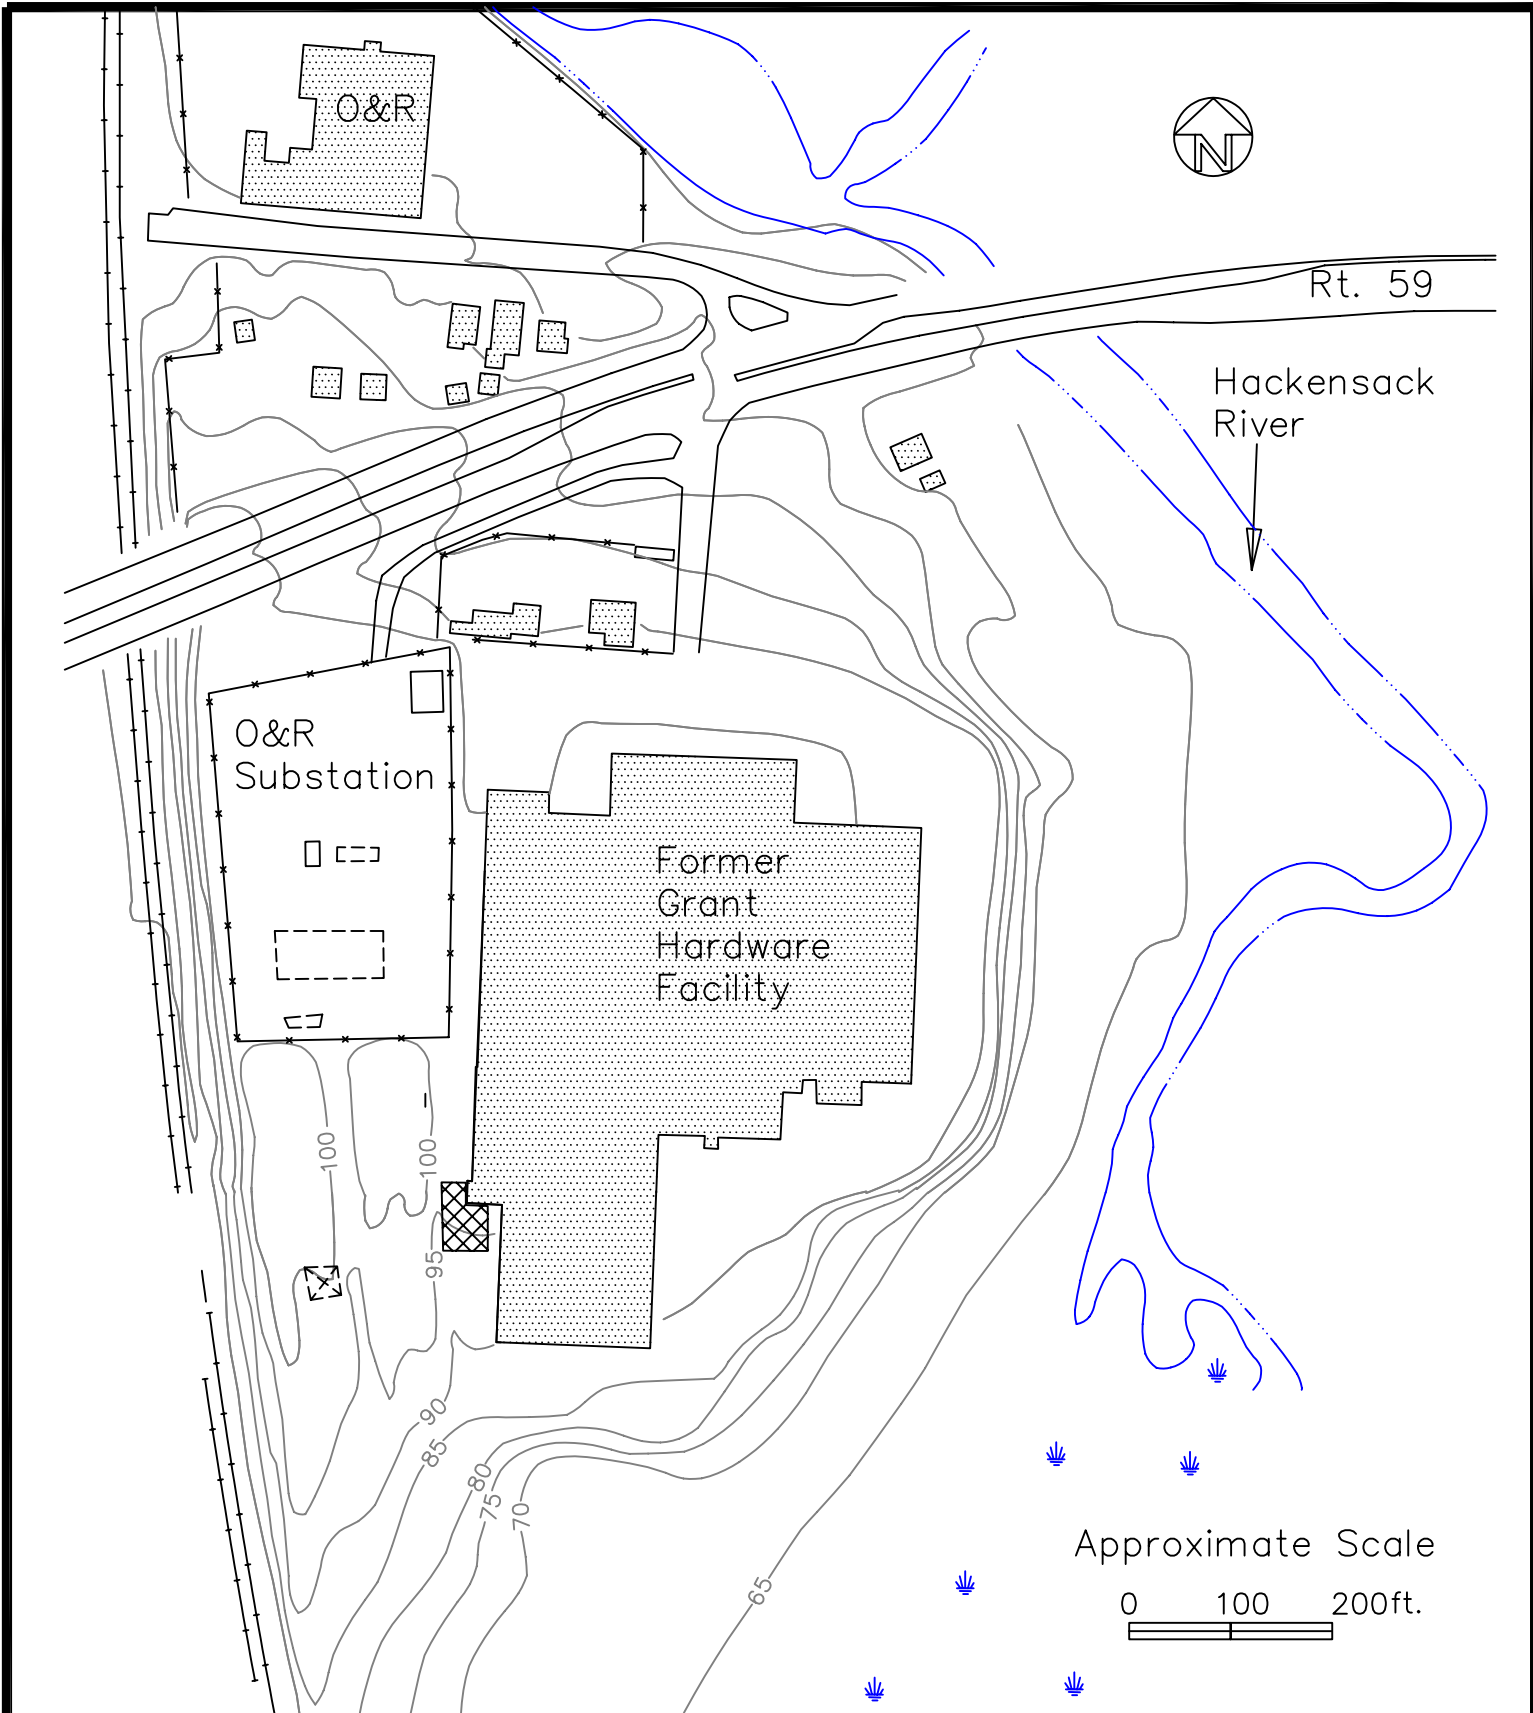 O&R
N
Rt. 59
Hackensack
River
O&R
Substation
Former
Grant
Hardware
Facility
100
100
95
90
85
80
75
70
65
Approximate Scale
0 100 200ft.